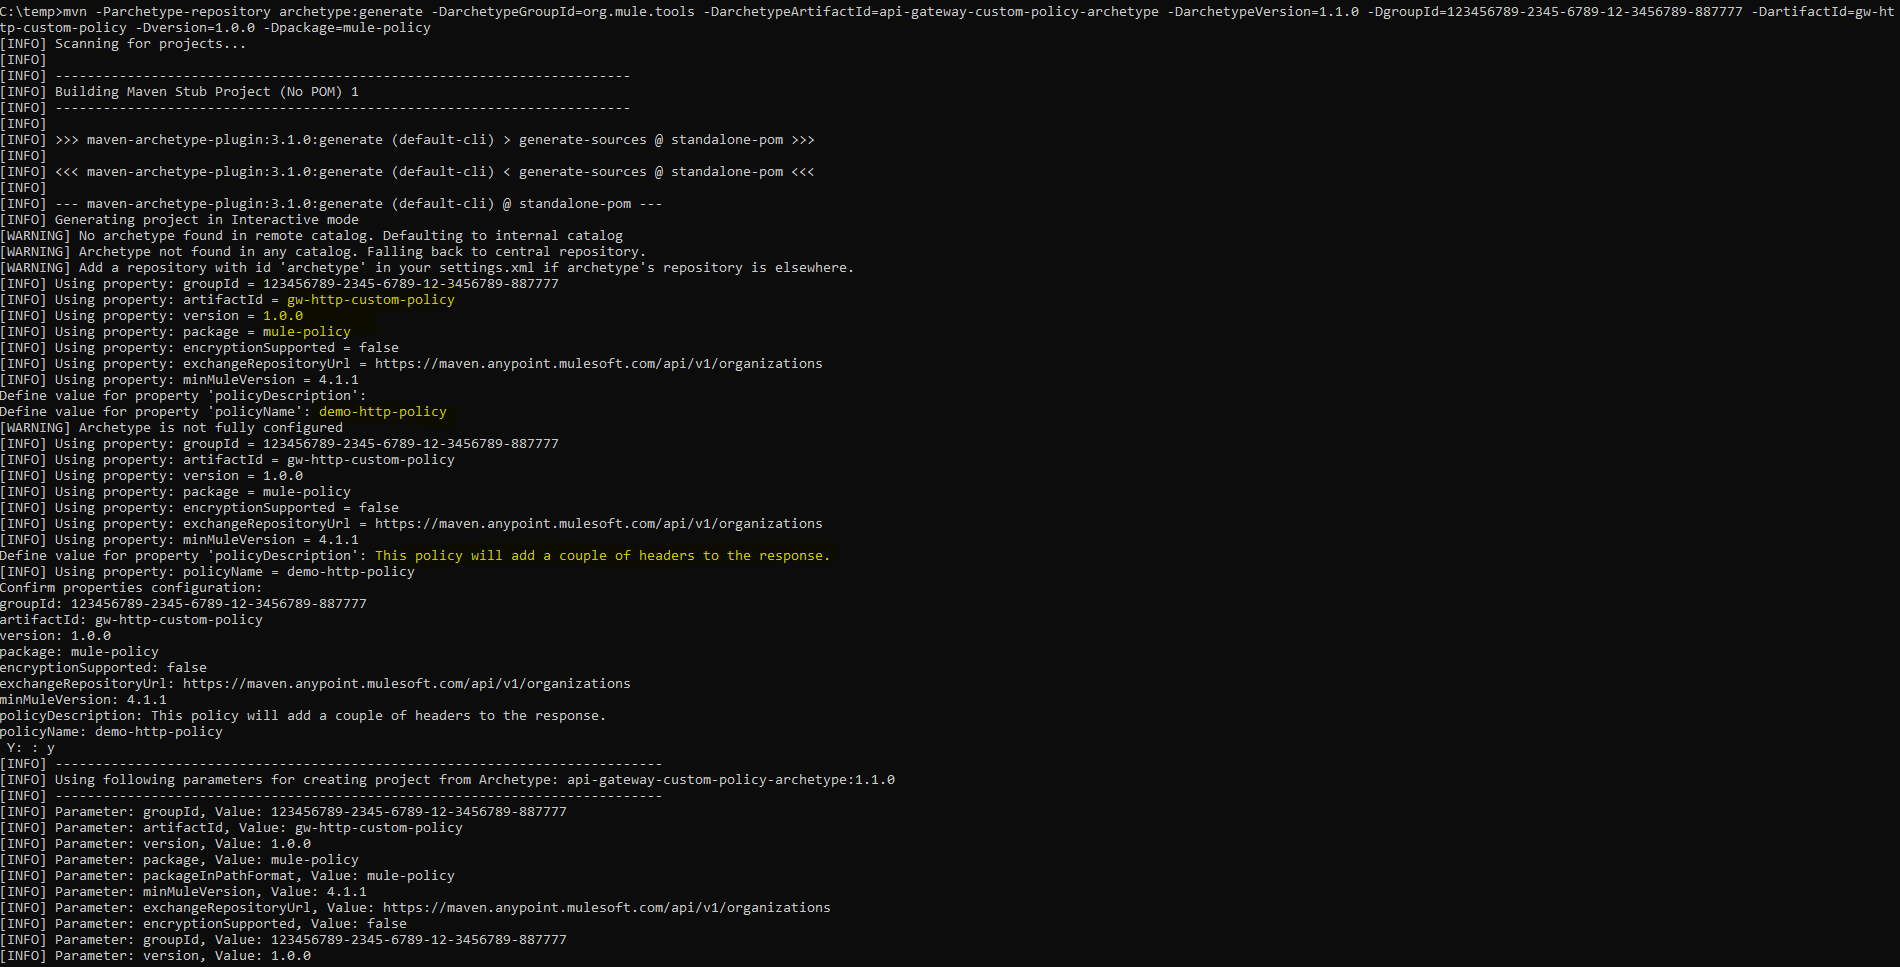 C:\temp>mvn -Parchetype-repository archetype:generate -DarchetypeGroupId=org.mule.tools -DarchetypeArtifactId=api-gateway-custom-policy-archetype -DarchetypeVersion=1.1.0 -DgroupId=123456789-2345-6789-12-3456789-887777 -DartifactId=gw-ht
tp-custom-policy -Dversion=1.0.0 -Dpackage=mule-policy
[INFO] Scanning for projects...
[INFO]
[INFO] ------------------------------------------------------------------------
[INFO] Building Maven Stub Project (No POM) 1
[INFO] ------------------------------------------------------------------------
[INFO]
[INFO] >>> maven-archetype-plugin:3.1.0:generate (default-cli) > generate-sources @ standalone-pom >>>
[INFO]
[INFO] <<< maven-archetype-plugin:3.1.0:generate (default-cli) < generate-sources @ standalone-pom <<<
[INFO]
[INFO] --- maven-archetype-plugin:3.1.0:generate (default-cli) @ standalone-pom ---
[INFO] Generating project in Interactive mode
[WARNING] No archetype found in remote catalog. Defaulting to internal catalog
[WARNING] Archetype not found in any catalog. Falling back to central repository.
[WARNING] Add a repository with id 'archetype' in your settings.xml if archetype's repository is elsewhere.
[INFO] Using property: groupId = 123456789-2345-6789-12-3456789-887777
[INFO] Using property: artifactId = gw-http-custom-policy
[INFO] Using property: version = 1.0.0
[INFO] Using property: package = mule-policy
[INFO] Using property: encryptionSupported = false
[INFO] Using property: exchangeRepositoryUrl = https://maven.anypoint.mulesoft.com/api/v1/organizations
[INFO] Using property: minMuleVersion = 4.1.1
Define value for property 'policyDescription':
Define value for property 'policyName': demo-http-policy
[WARNING] Archetype is not fully configured
[INFO] Using property: groupId = 123456789-2345-6789-12-3456789-887777
[INFO] Using property: artifactId = gw-http-custom-policy
[INFO] Using property: version = 1.0.0
[INFO] Using property: package = mule-policy
[INFO] Using property: encryptionSupported = false
[INFO] Using property: exchangeRepositoryUrl = https://maven.anypoint.mulesoft.com/api/v1/organizations
[INFO] Using property: minMuleVersion = 4.1.1
Define value for property 'policyDescription': This policy will add a couple of headers to the response.
[INFO] Using property: policyName = demo-http-policy
Confirm properties configuration:
groupId: 123456789-2345-6789-12-3456789-887777
artifactId: gw-http-custom-policy
version: 1.0.0
package: mule-policy
encryptionSupported: false
exchangeRepositoryUrl: https://maven.anypoint.mulesoft.com/api/v1/organizations
minMuleVersion: 4.1.1
policyDescription: This policy will add a couple of headers to the response.
policyName: demo-http-policy
 Y: : y
[INFO] ----------------------------------------------------------------------------
[INFO] Using following parameters for creating project from Archetype: api-gateway-custom-policy-archetype:1.1.0
[INFO] ----------------------------------------------------------------------------
[INFO] Parameter: groupId, Value: 123456789-2345-6789-12-3456789-887777
[INFO] Parameter: artifactId, Value: gw-http-custom-policy
[INFO] Parameter: version, Value: 1.0.0
[INFO] Parameter: package, Value: mule-policy
[INFO] Parameter: packageInPathFormat, Value: mule-policy
[INFO] Parameter: minMuleVersion, Value: 4.1.1
[INFO] Parameter: exchangeRepositoryUrl, Value: https://maven.anypoint.mulesoft.com/api/v1/organizations
[INFO] Parameter: encryptionSupported, Value: false
[INFO] Parameter: groupId, Value: 123456789-2345-6789-12-3456789-887777
[INFO] Parameter: version, Value: 1.0.0